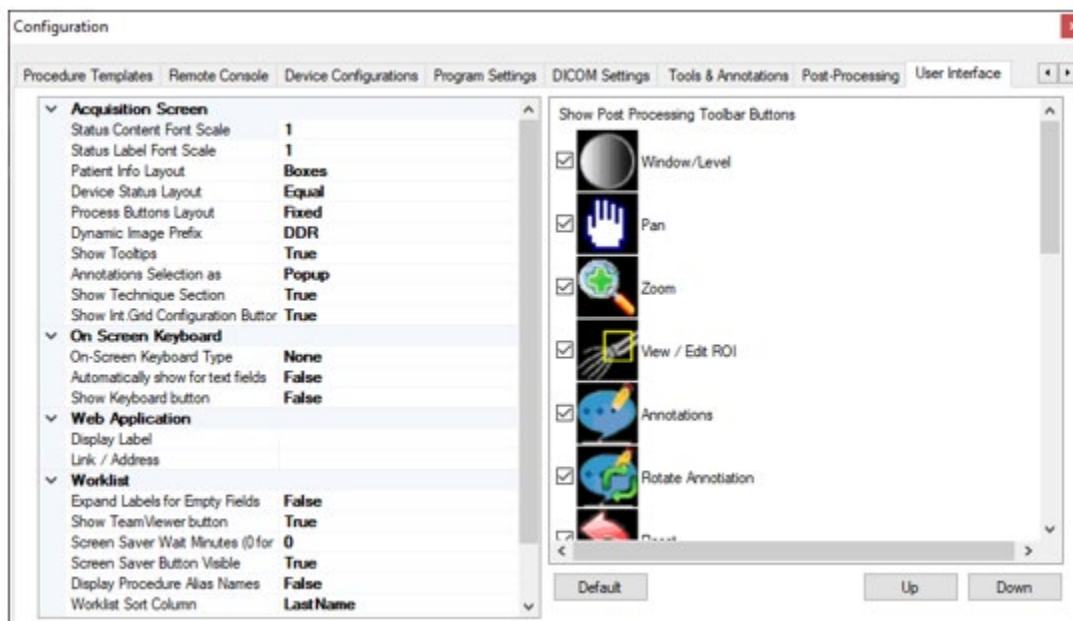 Configuration
Procedure Templates Remote Console Device Configurations Program Settings DICOM Settings Tools & Annotations Post-Processing User Interface
Acquisition Screen
Status Content Font Scale 1
Status Label Font Scale 1
Patient Info Layout Boxes
Device Status Layout Equal
Process Buttons Layout Fixed
Dynamic Image Prefix DDR
Show Tooltips True
Annotations Selection as Popup
Show Technique Section True
Show Int.Grid Configuration Buttor True
On Screen Keyboard
On-Screen Keyboard Type None
Automatically show for text fields False
Show Keyboard button False
Web Application
Display Label
Link / Address
Worklist
Expand Labels for Empty Fields False
Show TeamViewer button True
Screen Saver Wait Minutes (0 for 0
Screen Saver Button Visible True
Display Procedure Alias Names False
Worklist Sort Column LastName
Show Post Processing Toolbar Buttons
Window/Level
Pan
Zoom
View / Edit ROI
Annotations
Rotate Annotiation
Default Up Down